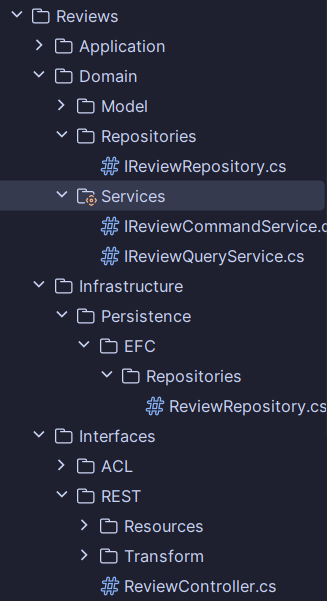 Reviews
Application
Domain
Model
Repositories
IReviewRepository.cs
Services
IReviewCommandService.c
IReviewQueryService.cs
Infrastructure
Persistence
EFC
Repositories
ReviewRepository.cs
Interfaces
ACL
REST
Resources
Transform
ReviewController.cs